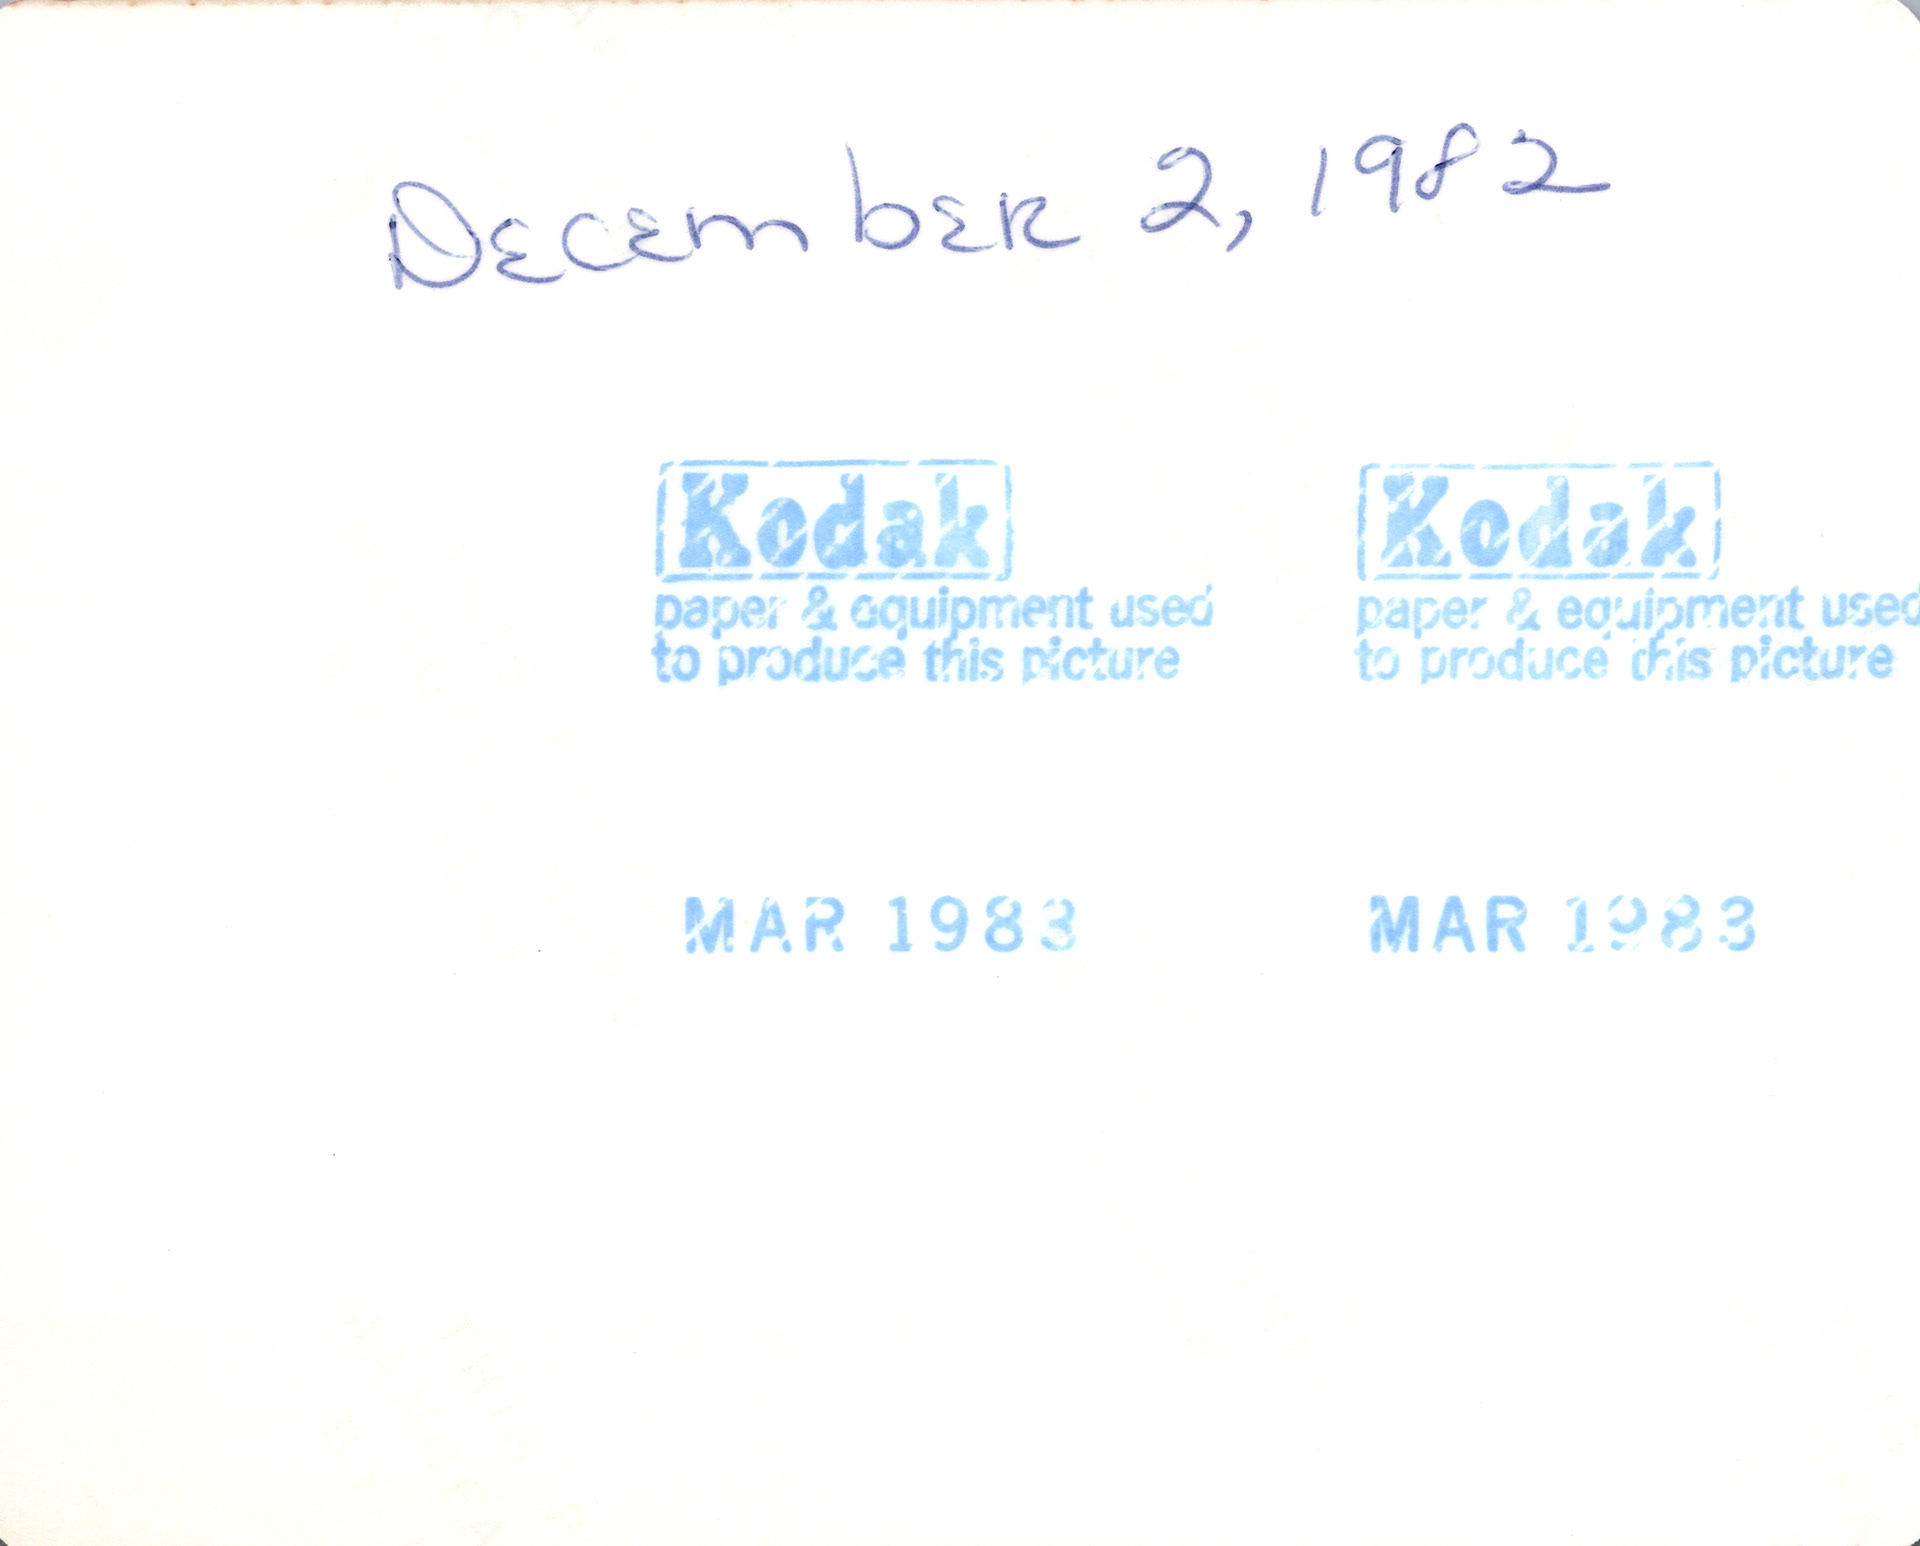 December 2, 1982
Kodak Kodak
paper & equipment used paper & equipment used
to produce this picture to produce this picture
MAR 1983 MAR 1983